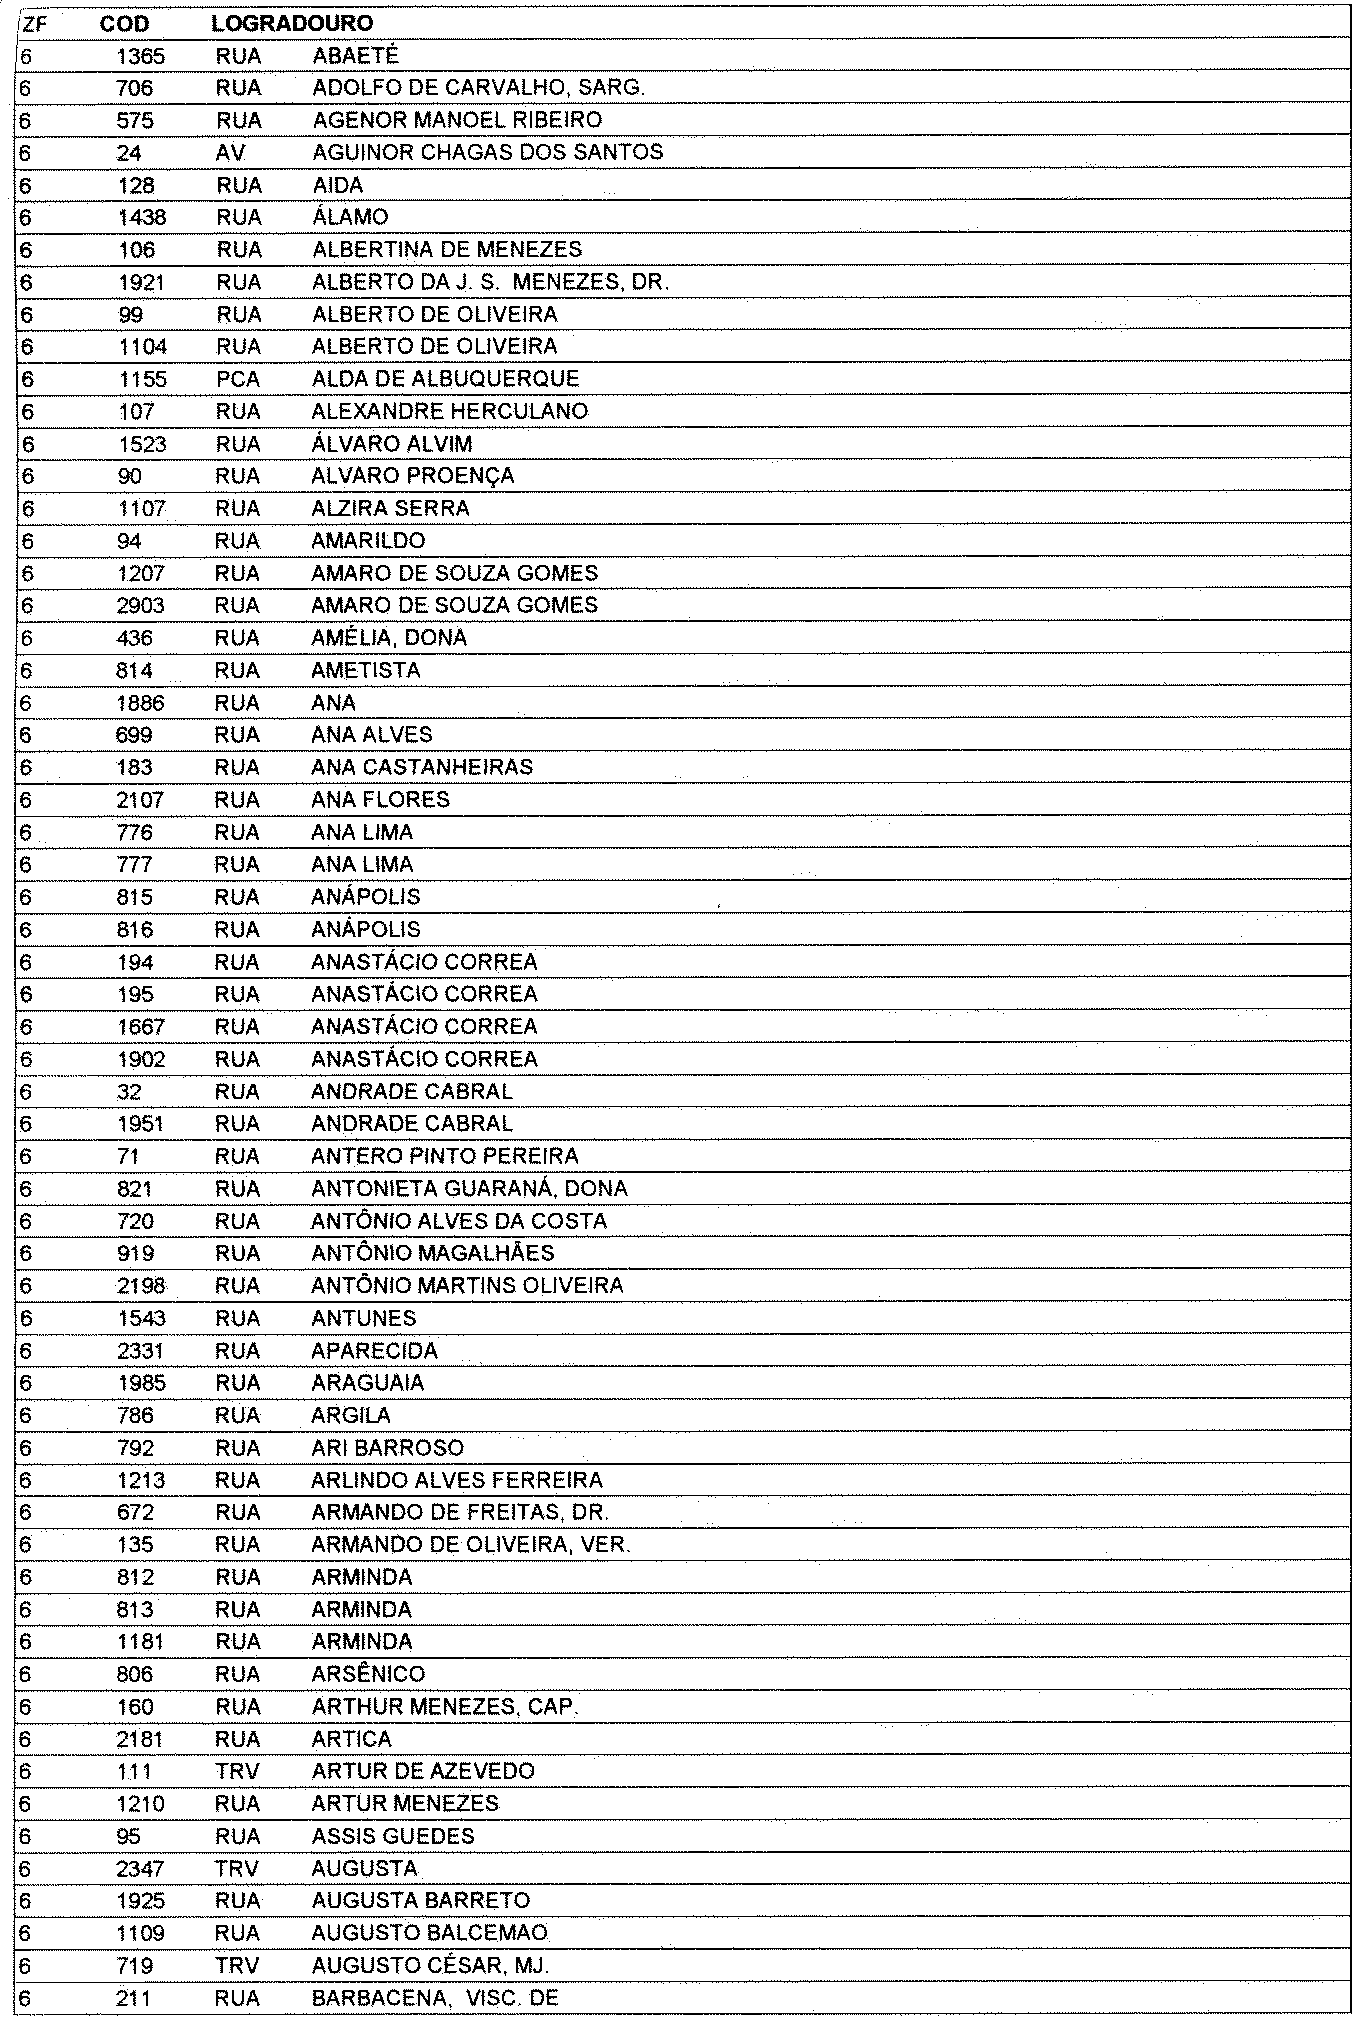 ZF COD LOGRADOURO
6 1365 RUA ABAETÉ
6 706 RUA ADOLFO DE CARVALHO, SARG.
6 575 RUA AGENOR MANOEL RIBEIRO
6 24 AV AGUINOR CHAGAS DOS SANTOS
6 128 RUA AIDA
6 1438 RUA ÁLAMO
6 106 RUA ALBERTINA DE MENEZES
6 1921 RUA ALBERTO DA J. S. MENEZES, DR.
6 99 RUA ALBERTO DE OLIVEIRA
6 1104 RUA ALBERTO DE OLIVEIRA
6 1155 PCA ALDA DE ALBUQUERQUE
6 107 RUA ALEXANDRE HERCULANO
6 1523 RUA ÁLVARO ALVIM
6 90 RUA ALVARO PROENÇA
6 1107 RUA ALZIRA SERRA
6 94 RUA AMARILDO
6 1207 RUA AMARO DE SOUZA GOMES
6 2903 RUA AMARO DE SOUZA GOMES
6 436 RUA AMÉLIA, DONA
6 814 RUA AMETISTA
6 1886 RUA ANA
6 699 RUA ANA ALVES
6 183 RUA ANA CASTANHEIRAS
6 2107 RUA ANA FLORES
6 776 RUA ANA LIMA
6 777 RUA ANA LIMA
6 815 RUA ANÁPOLIS
6 816 RUA ANÁPOLIS
6 194 RUA ANASTÁCIO CORREA
6 195 RUA ANASTÁCIO CORREA
6 1667 RUA ANASTÁCIO CORREA
6 1902 RUA ANASTÁCIO CORREA
6 32 RUA ANDRADE CABRAL
6 1951 RUA ANDRADE CABRAL
6 71 RUA ANTERO PINTO PEREIRA
6 821 RUA ANTONIETA GUARANÁ, DONA
6 720 RUA ANTÔNIO ALVES DA COSTA
6 919 RUA ANTÔNIO MAGALHÃES
6 2198 RUA ANTÔNIO MARTINS OLIVEIRA
6 1543 RUA ANTUNES
6 2331 RUA APARECIDA
6 1985 RUA ARAGUAIA
6 786 RUA ARGILA
6 792 RUA ARI BARROSO
6 1213 RUA ARLINDO ALVES FERREIRA
6 672 RUA ARMANDO DE FREITAS, DR.
6 135 RUA ARMANDO DE OLIVEIRA, VER.
6 812 RUA ARMINDA
6 813 RUA ARMINDA
6 1181 RUA ARMINDA
6 806 RUA ARSÊNICO
6 160 RUA ARTHUR MENEZES, CAP.
6 2181 RUA ARTICA
6 111 TRV ARTUR DE AZEVEDO
6 1210 RUA ARTUR MENEZES
6 95 RUA ASSIS GUEDES
6 2347 TRV AUGUSTA
6 1925 RUA AUGUSTA BARRETO
6 1109 RUA AUGUSTO BALCEMAO
6 719 TRV AUGUSTO CÉSAR, MJ.
6 211 RUA BARBACENA, VISC. DE